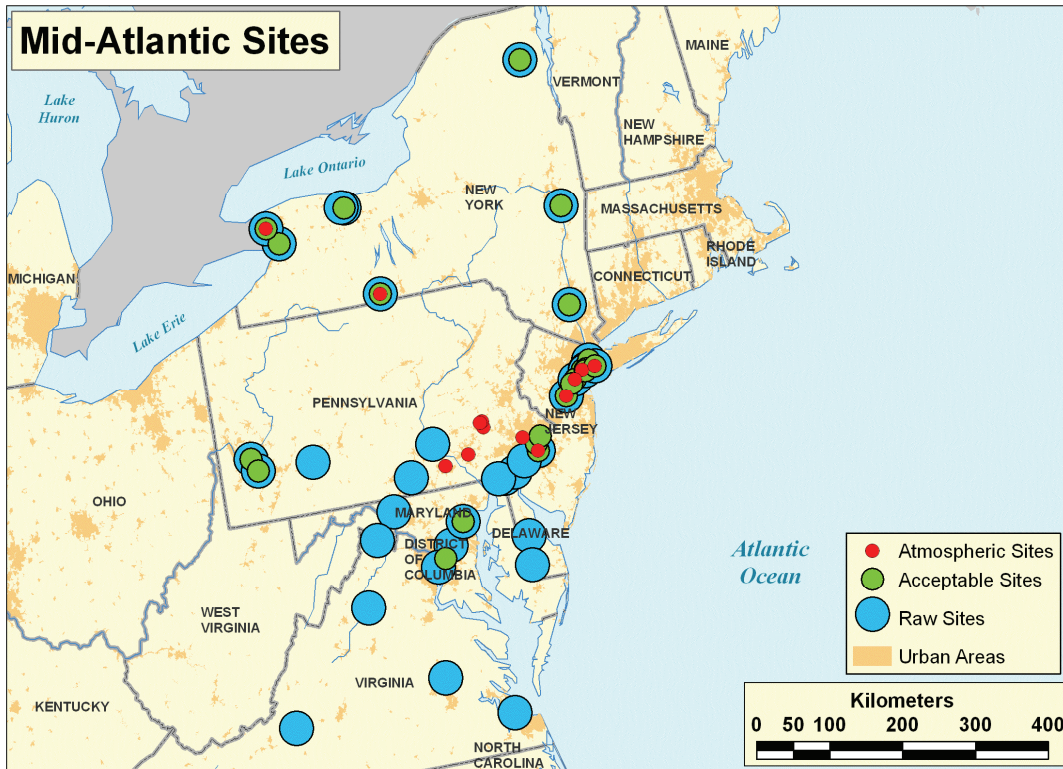 Mid-Atlantic Sites
MAINE
VERMONT
Lake
Huron
NEW
HAMPSHIRE
Lake Ontario
NEW
YORK
MASSACHUSETTS
RHODE
ISLAND
CONNECTICUT
MICHIGAN
Lake Erie
PENNSYLVANIA
NEW
JERSEY
OHIO
MARYLAND
DELAWARE
DISTRICT
OF
COLUMBIA
Atlantic
Ocean
WEST
VIRGINIA
VIRGINIA
KENTUCKY
NORTH
CAROLINA
Atmospheric Sites
Acceptable Sites
Raw Sites
Urban Areas
Kilometers
0 50 100 200 300 400